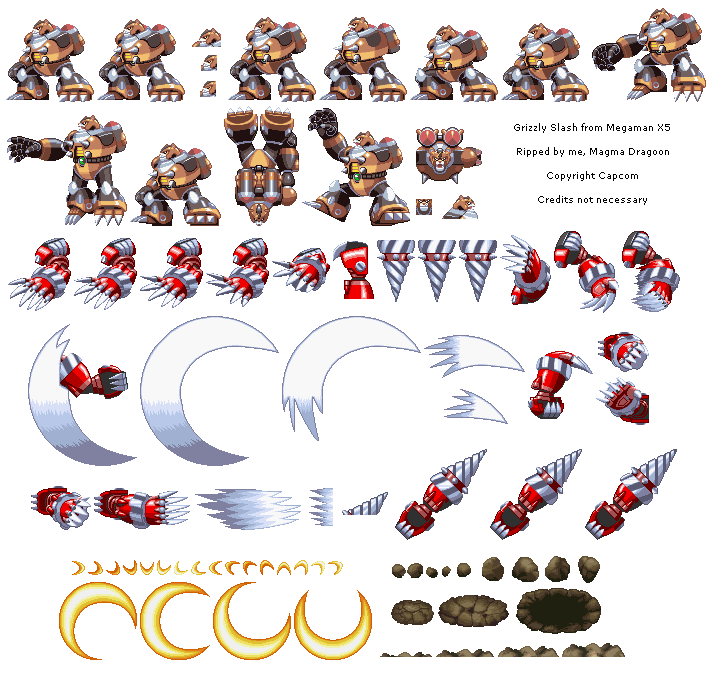 Grizzly Slash from Megaman X5
Ripped by me, Magma Dragoon
Copyright Capcom
Credits not necessary